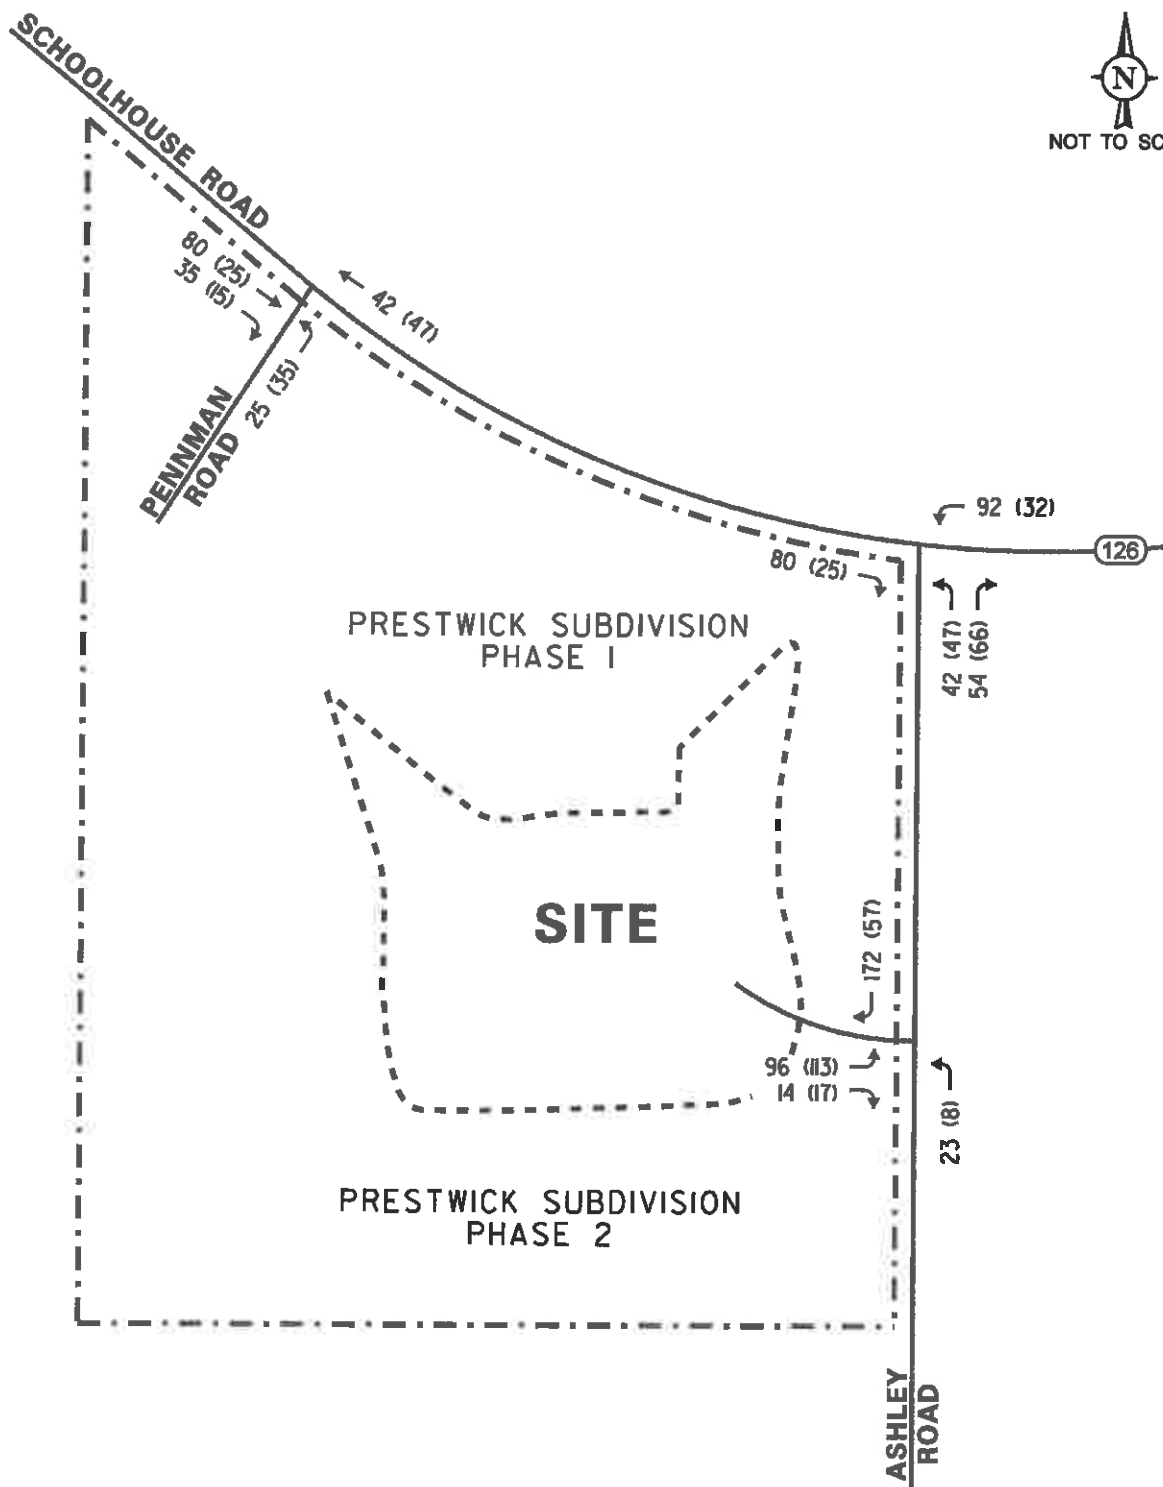 N
NOT TO SC
SCHOOLHOUSE ROAD
80 (25)
35 (15)
42 (47)
25 (35)
PENNMAN
ROAD
92 (32)
126
80 (25)
42 (47)
54 (66)
PRESTWICK SUBDIVISION
PHASE 1
SITE
172 (57)
96 (113)
14 (17)
23 (8)
PRESTWICK SUBDIVISION
PHASE 2
ASHLEY
ROAD